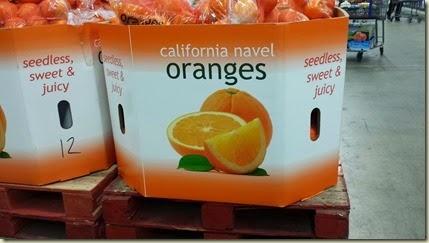 seedless,
sweet &
juicy
12
california navel
oranges
seedless,
sweet &
juicy